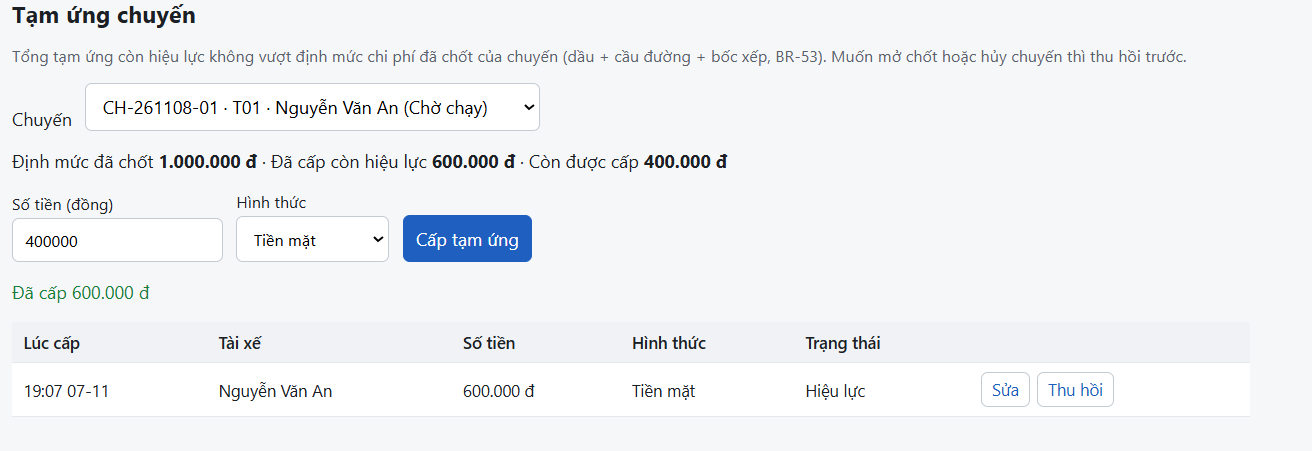 Tạm ứng chuyến
Tổng tạm ứng còn hiệu lực không vượt định mức chi phí đã chốt của chuyến (dầu + cầu đường + bốc xếp, BR-53). Muốn mở chốt hoặc hủy chuyến thì thu hồi trước.
Chuyến CH-261108-01 · T01 · Nguyễn Văn An (Chờ chạy)
Định mức đã chốt 1.000.000 đ · Đã cấp còn hiệu lực 600.000 đ · Còn được cấp 400.000 đ
Số tiền (đồng) Hình thức
400000 Tiền mặt Cấp tạm ứng
Đã cấp 600.000 đ
Lúc cấp Tài xế Số tiền Hình thức Trạng thái
19:07 07-11 Nguyễn Văn An 600.000 đ Tiền mặt Hiệu lực Sửa Thu hồi